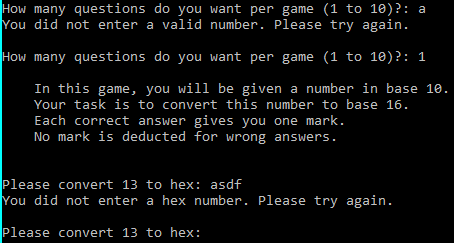 How many questions do you want per game (1 to 10)?: a
You did not enter a valid number. Please try again.
How many questions do you want per game (1 to 10)?: 1
In this game, you will be given a number in base 10.
Your task is to convert this number to base 16.
Each correct answer gives you one mark.
No mark is deducted for wrong answers.
Please convert 13 to hex: asdf
You did not enter a hex number. Please try again.
Please convert 13 to hex: